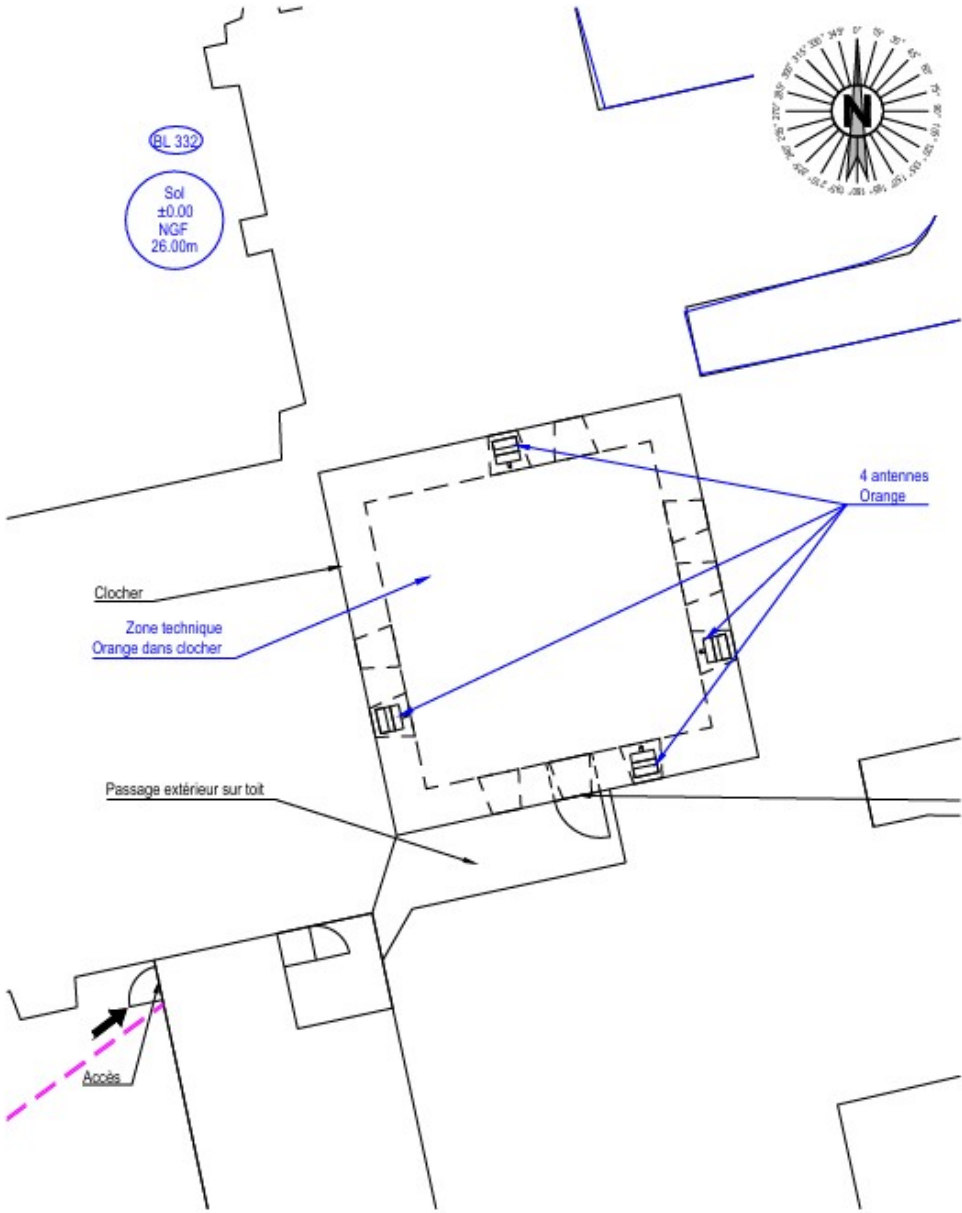 BL 332
Sol
±0.00
NGF
26.00m
N
4 antennes
Orange
Clocher
Zone technique
Orange dans clocher
Passage extérieur sur toit
Accès